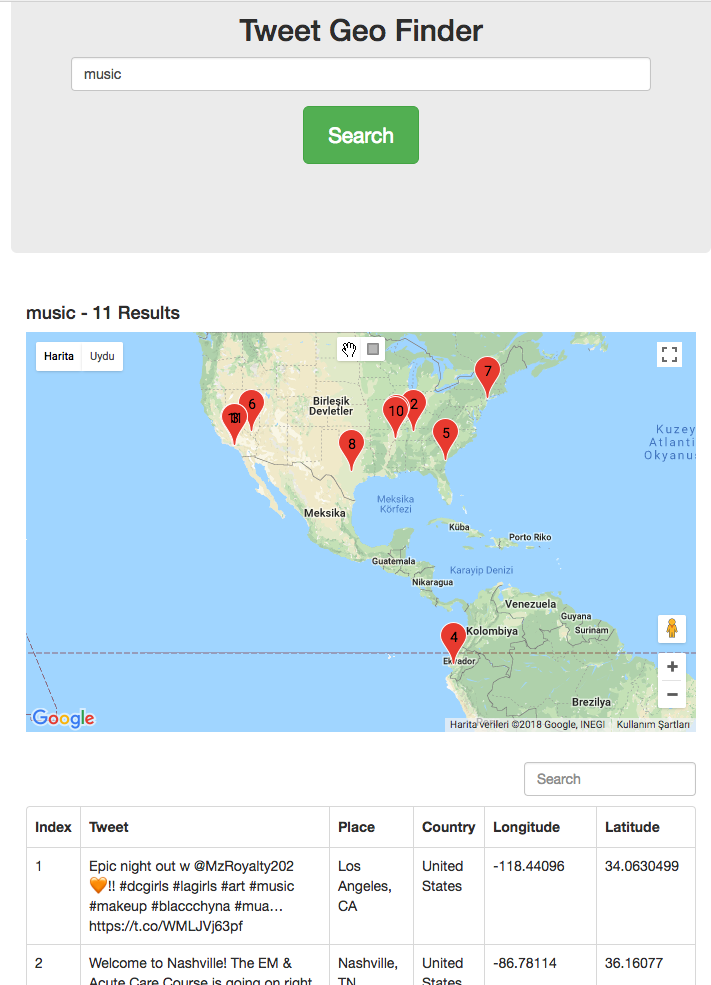 Tweet Geo Finder
music
Search
music - 11 Results
Harita Uydu
7
6
Birleşik
Devletler
2
10
5
8
Kuzey
Atlanti
Okyanus
Meksika
Körfezi
Meksika
Küba
Porto Riko
Guatemala
Karayip Denizi
Nikaragua
Venezuela
Guyana
4
Kolombiya
Surinam
Ekvador
Brezilya
Google
Harita verileri ©2018 Google, INEGI Kullanım Şartları
Search
Index Tweet Place Country Longitude Latitude
1 Epic night out w @MzRoyalty202 Los United -118.44096 34.0630499
🧡!! #dcgirls #lagirls #art #music Angeles, States
#makeup #blaccchyna #mua… CA
https://t.co/WMLJVj63pf
2 Welcome to Nashville! The EM & Nashville, United -86.78114 36.16077
Acute Care Course is going on right TN States